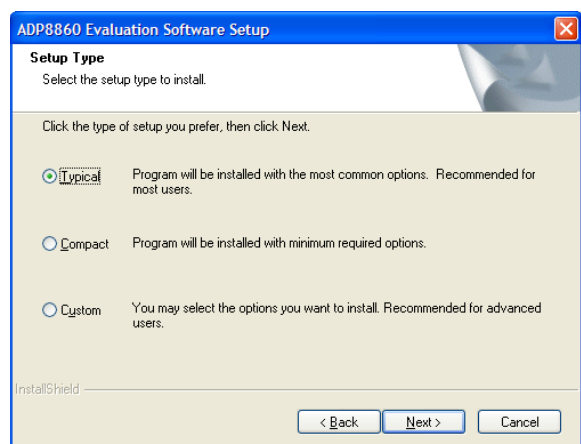 ADP8860 Evaluation Software Setup
Setup Type
Select the setup type to install.
Click the type of setup you prefer, then click Next.
Typical
Program will be installed with the most common options. Recommended for
most users.
Compact
Program will be installed with minimum required options.
Custom
You may select the options you want to install. Recommended for advanced
users.
InstallShield
< Back
Next >
Cancel